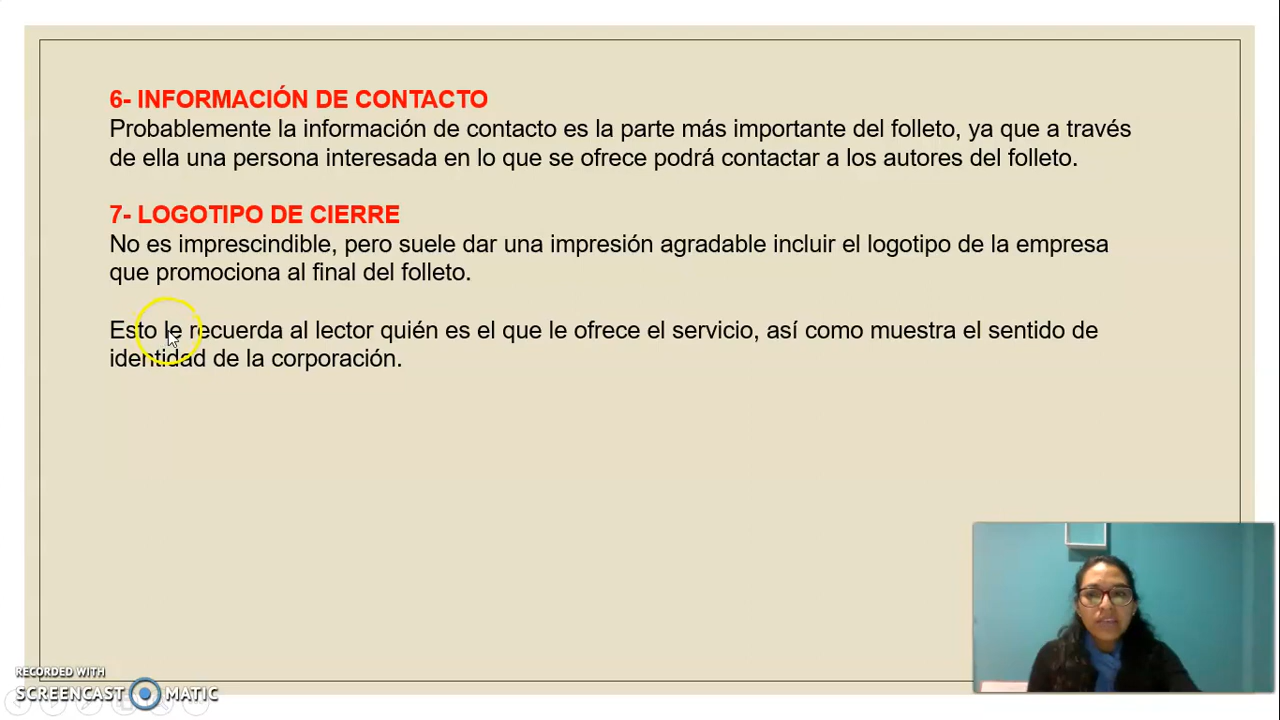 6- INFORMACIÓN DE CONTACTO
Probablemente la información de contacto es la parte más importante del folleto, ya que a través
de ella una persona interesada en lo que se ofrece podrá contactar a los autores del folleto.
7- LOGOTIPO DE CIERRE
No es imprescindible, pero suele dar una impresión agradable incluir el logotipo de la empresa
que promociona al final del folleto.
Esto le recuerda al lector quién es el que le ofrece el servicio, así como muestra el sentido de
identidad de la corporación.
RECORDED WITH
SCREENCAST MATIC